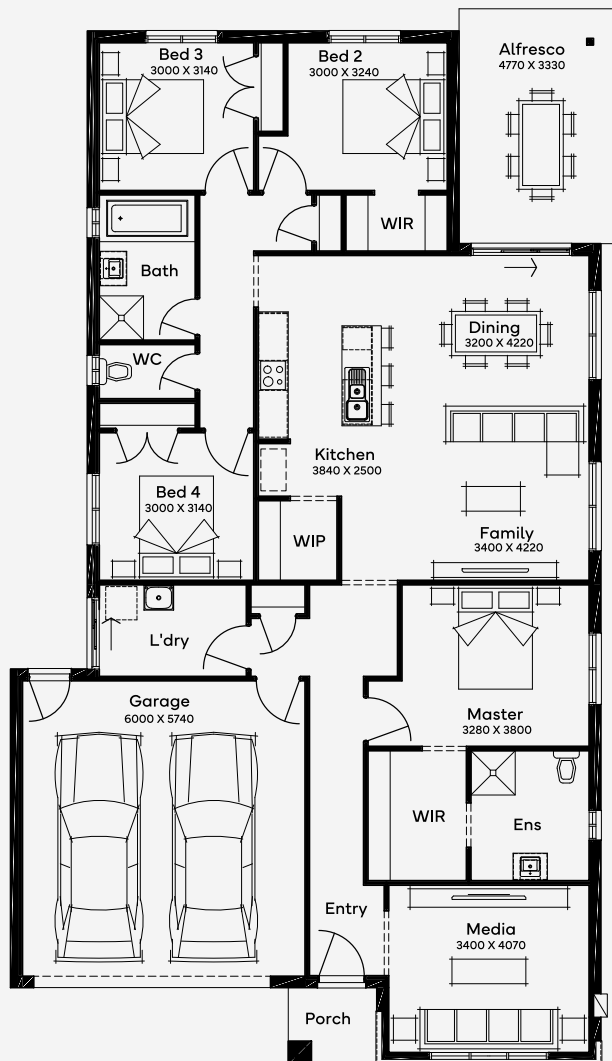 Alfresco
4770 X 3330
Bed 3
3000 X 3140
Bed 2
3000 X 3240
WIR
Bath
Dining
3200 X 4220
WC
Kitchen
3840 X 2500
Bed 4
3000 X 3140
WIP
Family
3400 X 4220
L'dry
Garage
6000 X 5740
Master
3280 X 3800
WIR
Ens
Entry
Media
3400 X 4070
Porch